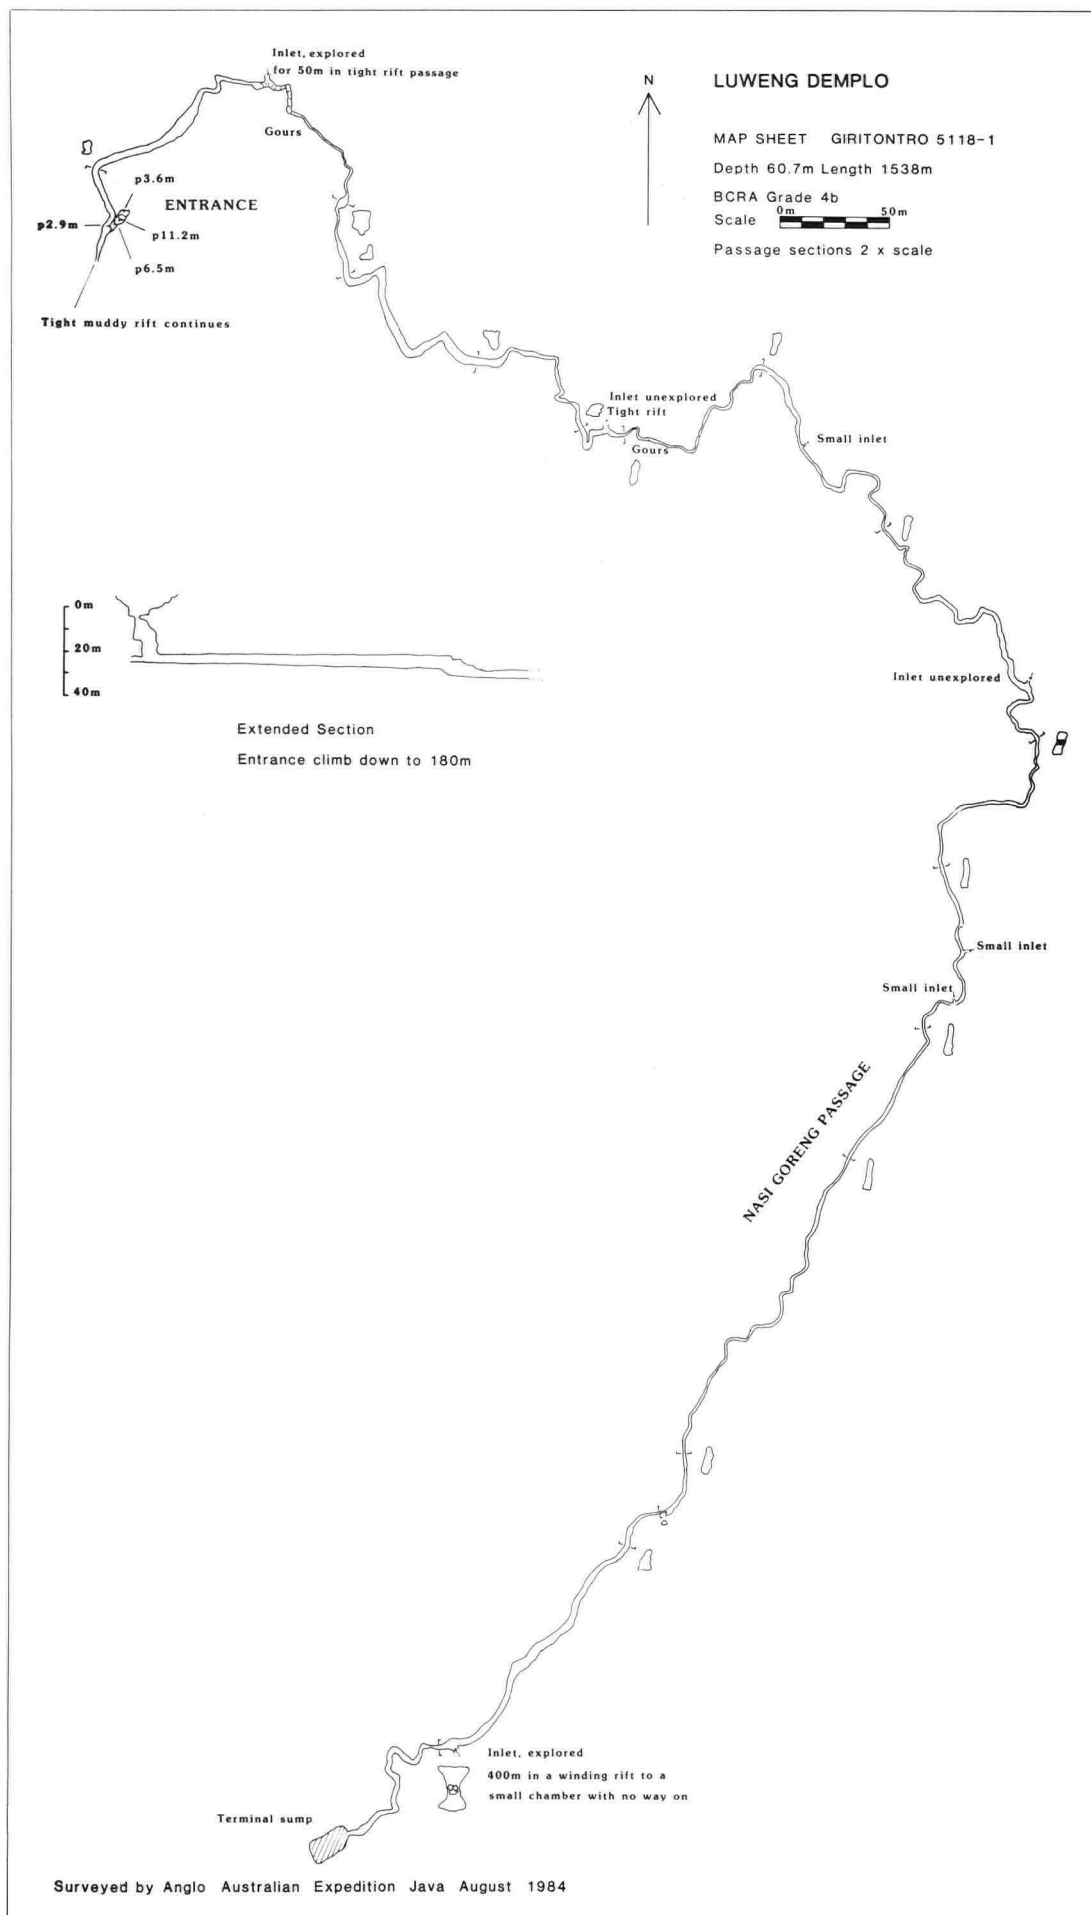 Inlet, explored
for 50m in tight rift passage
N
LUWENG DEMPLO
MAP SHEET GIRITONTRO 5118-1
Depth 60.7m Length 1538m
BCRA Grade 4b
0m 50m
Scale
Passage sections 2 x scale
Gours
p3.6m
ENTRANCE
p2.9m
p11.2m
p6.5m
Tight muddy rift continues
Inlet unexplored
Tight rift
Gours
Small inlet
0m
20m
40m
Extended Section
Entrance climb down to 180m
Inlet unexplored
Small inlet
Small inlet
NASI GORENG PASSAGE
Inlet, explored
400m in a winding rift to a
small chamber with no way on
Terminal sump
Surveyed by Anglo Australian Expedition Java August 1984